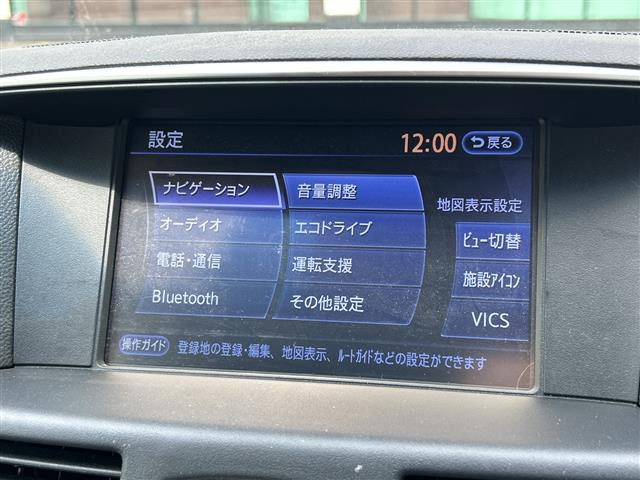 設定
12:00
戻る
ナビゲーション
音量調整
オーディオ
エコドライブ
電話・通信
運転支援
Bluetooth
その他設定
地図表示設定
ビュー切替
施設アイコン
VICS
操作ガイド
登録地の登録・編集、地図表示、ルートガイドなどの設定ができます